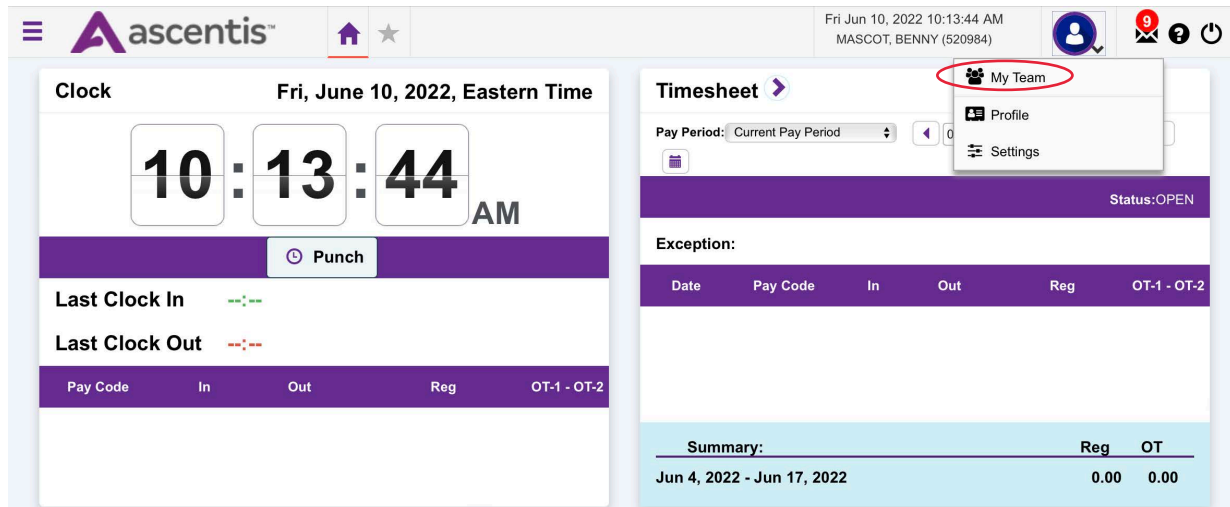 ascentis™
Fri Jun 10, 2022 10:13:44 AM
MASCOT, BENNY (520984)
9
?
My Team
Profile
Settings
Clock
Fri, June 10, 2022, Eastern Time
10:13:44 AM
Punch
Last Clock In --:--
Last Clock Out --:--
Pay Code In Out Reg OT-1 - OT-2
Timesheet
Pay Period: Current Pay Period 0
Status:OPEN
Exception:
Date Pay Code In Out Reg OT-1 - OT-2
Summary: Reg OT
Jun 4, 2022 - Jun 17, 2022 0.00 0.00